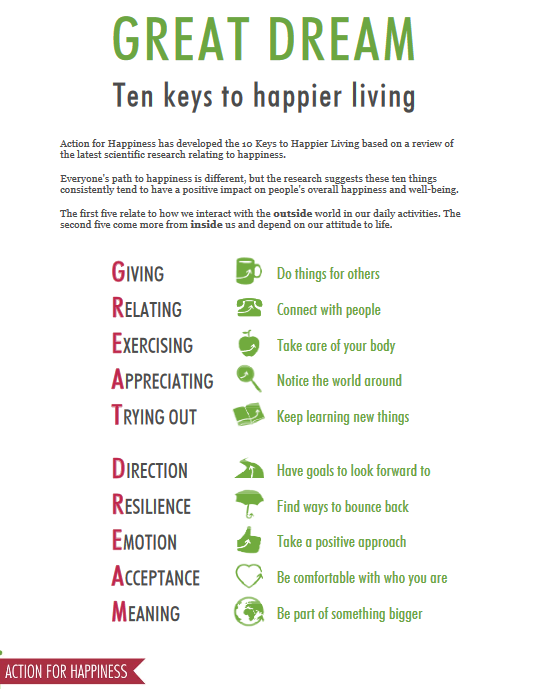 GREAT DREAM
Ten keys to happier living
Action for Happiness has developed the 10 Keys to Happier Living based on a review of
the latest scientific research relating to happiness.
Everyone's path to happiness is different, but the research suggests these ten things
consistently tend to have a positive impact on people's overall happiness and well-being.
The first five relate to how we interact with the outside world in our daily activities. The
second five come more from inside us and depend on our attitude to life.
GIVING Do things for others
RELATING Connect with people
EXERCISING Take care of your body
APPRECIATING Notice the world around
TRYING OUT Keep learning new things
DIRECTION Have goals to look forward to
RESILIENCE Find ways to bounce back
EMOTION Take a positive approach
ACCEPTANCE Be comfortable with who you are
MEANING Be part of something bigger
ACTION FOR HAPPINESS